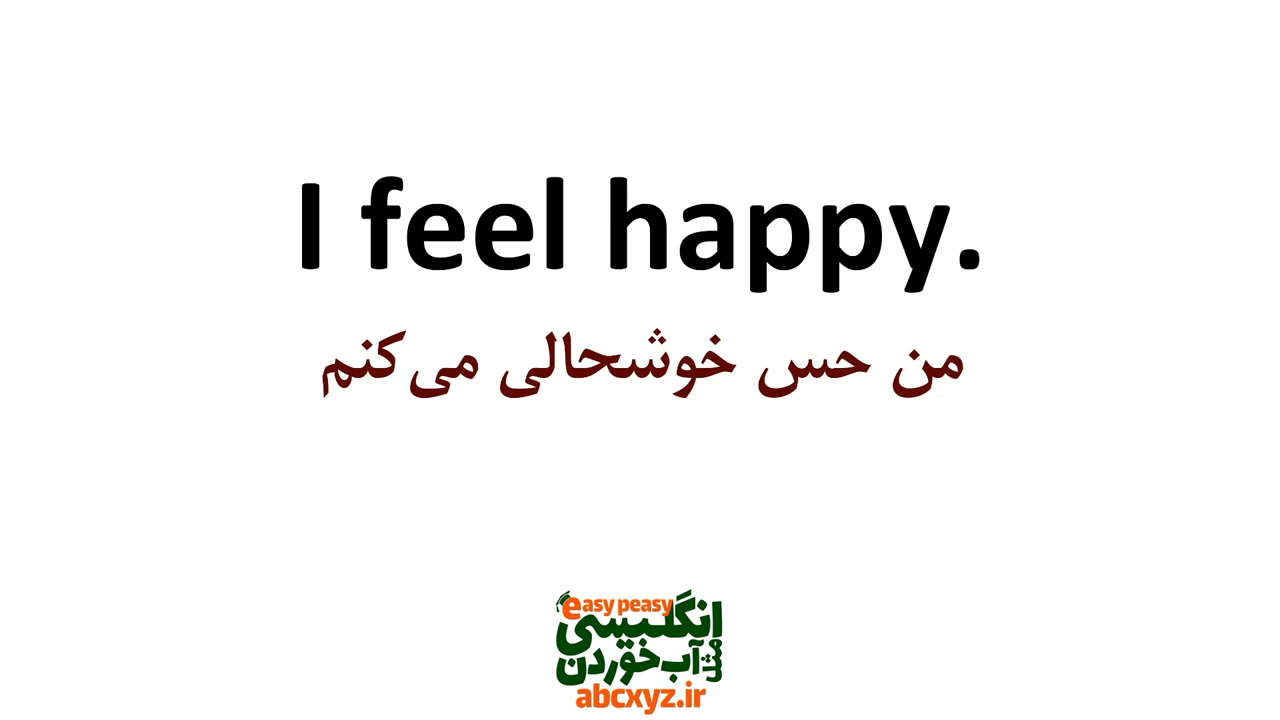 I feel happy.
من حس خوشحالی می‌کنم
easy peasy
انگلیسی
مثل آب خوردن
abcxyz.ir